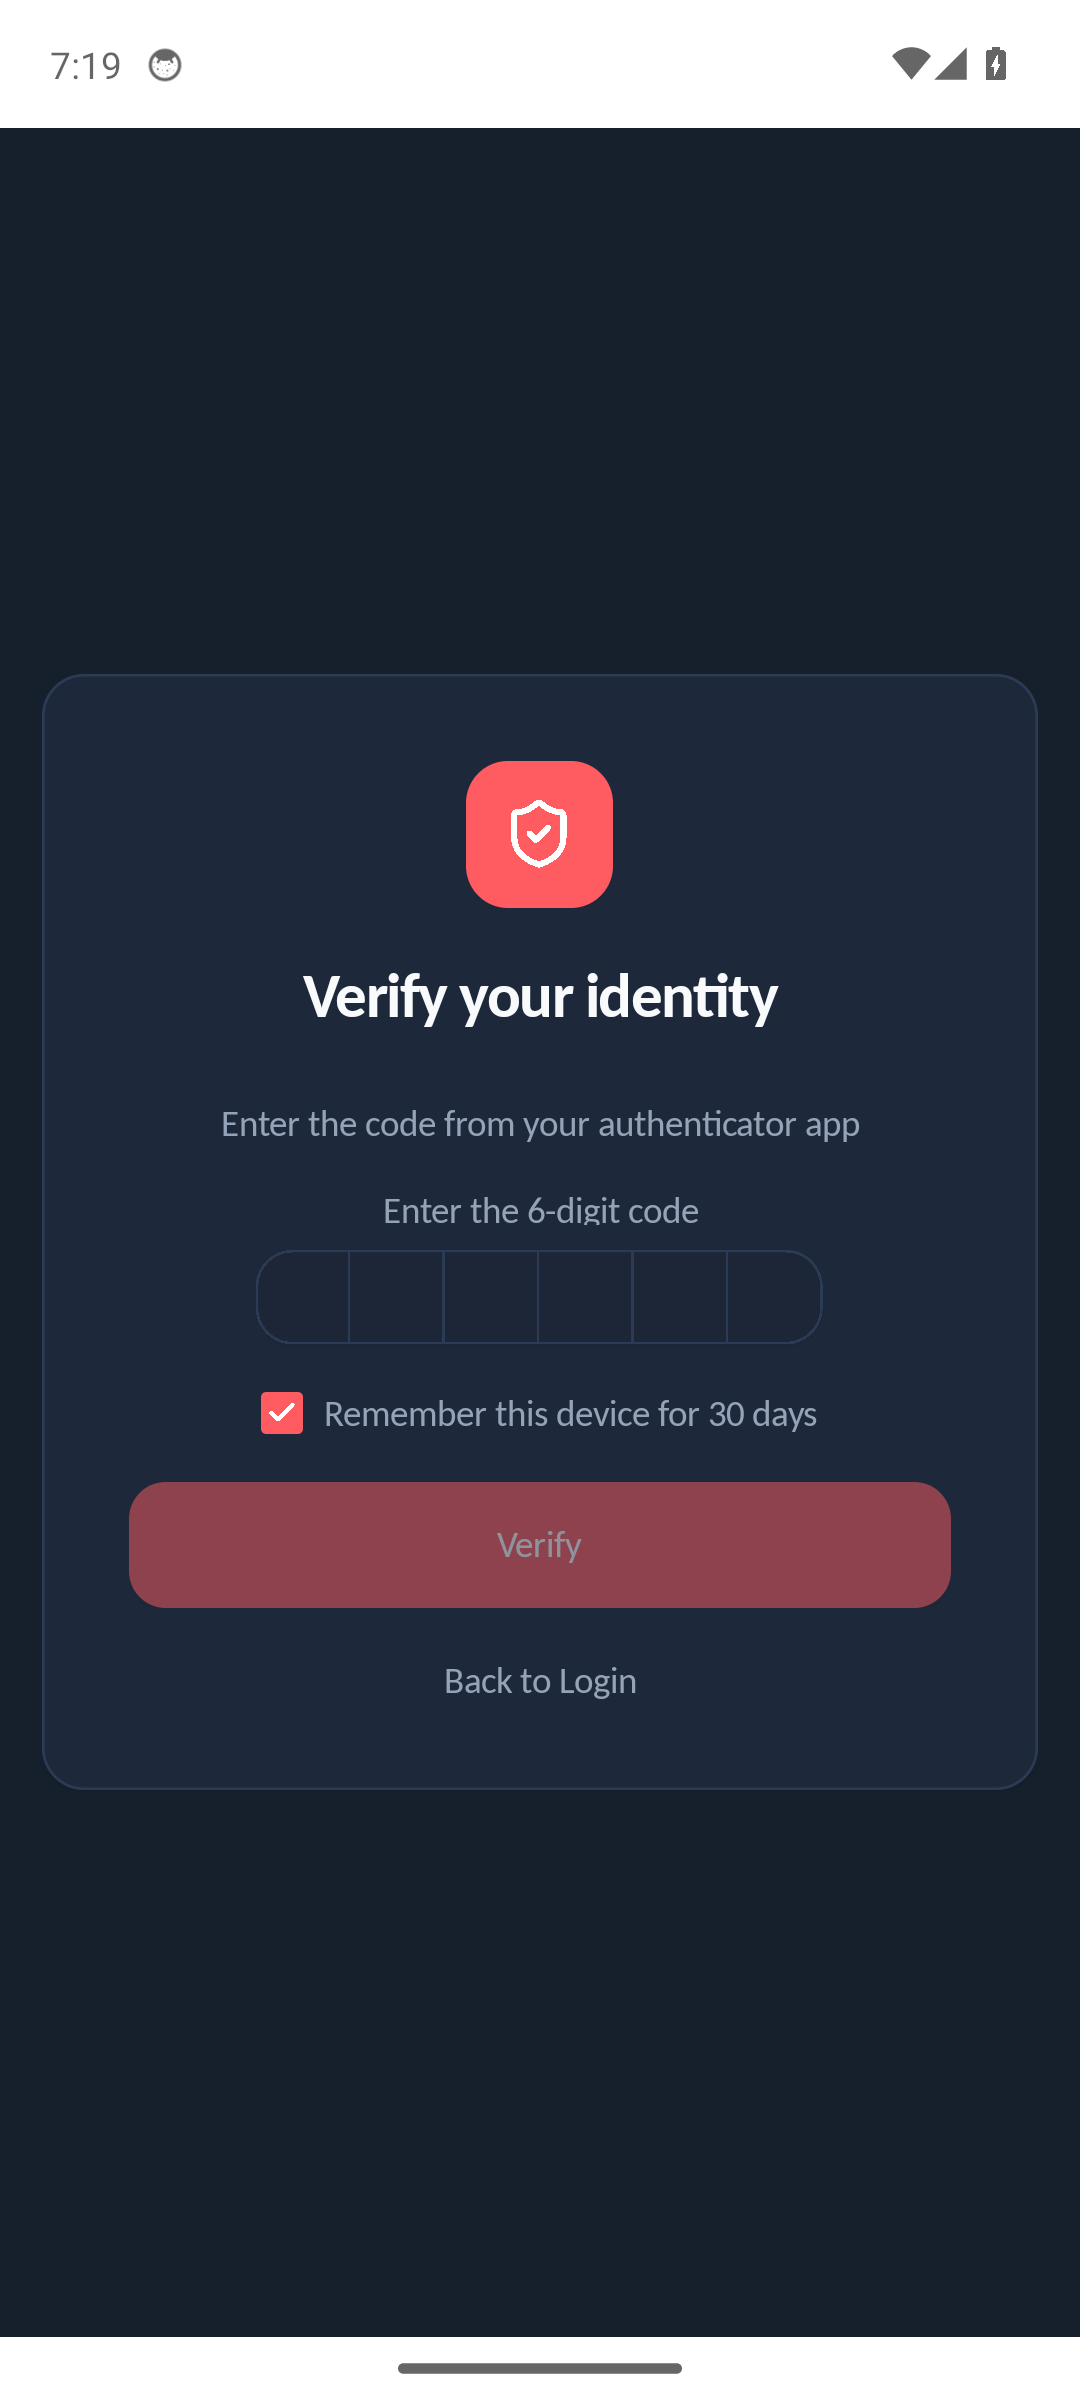 7:19
Verify your identity
Enter the code from your authenticator app
Enter the 6-digit code
Remember this device for 30 days
Verify
Back to Login